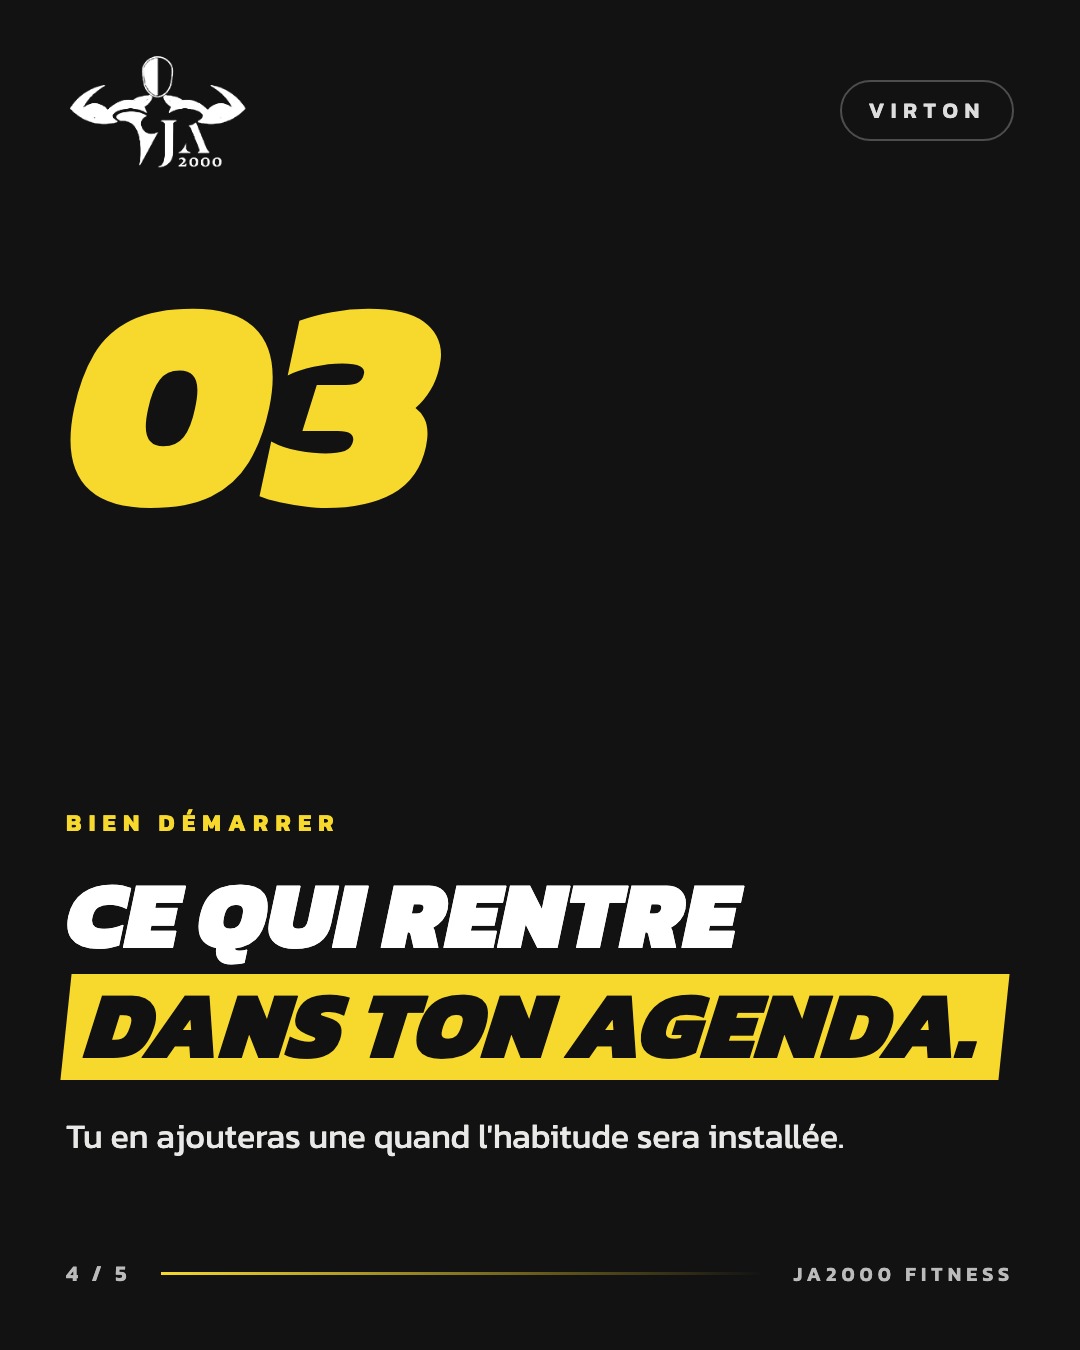 JA
2000
VIRTON
03
BIEN DÉMARRER
CE QUI RENTRE
DANS TON AGENDA.
Tu en ajouteras une quand l'habitude sera installée.
4 / 5
JA2000 FITNESS